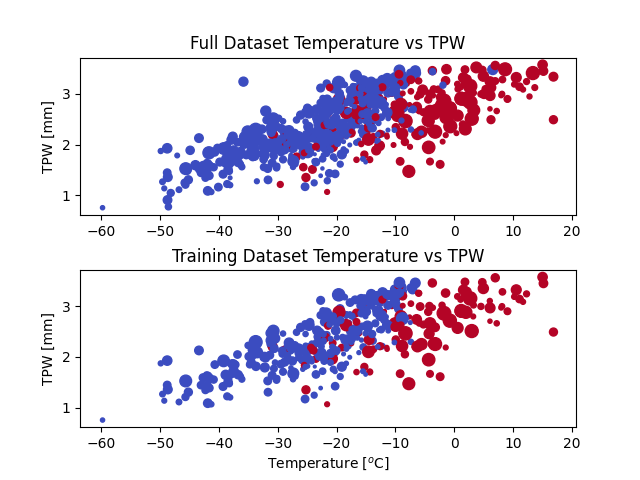 Full Dataset Temperature vs TPW
TPW [mm]
3
2
1
−60 −50 −40 −30 −20 −10 0 10 20
Training Dataset Temperature vs TPW
TPW [mm]
3
2
1
−60 −50 −40 −30 −20 −10 0 10 20
Temperature [°C]